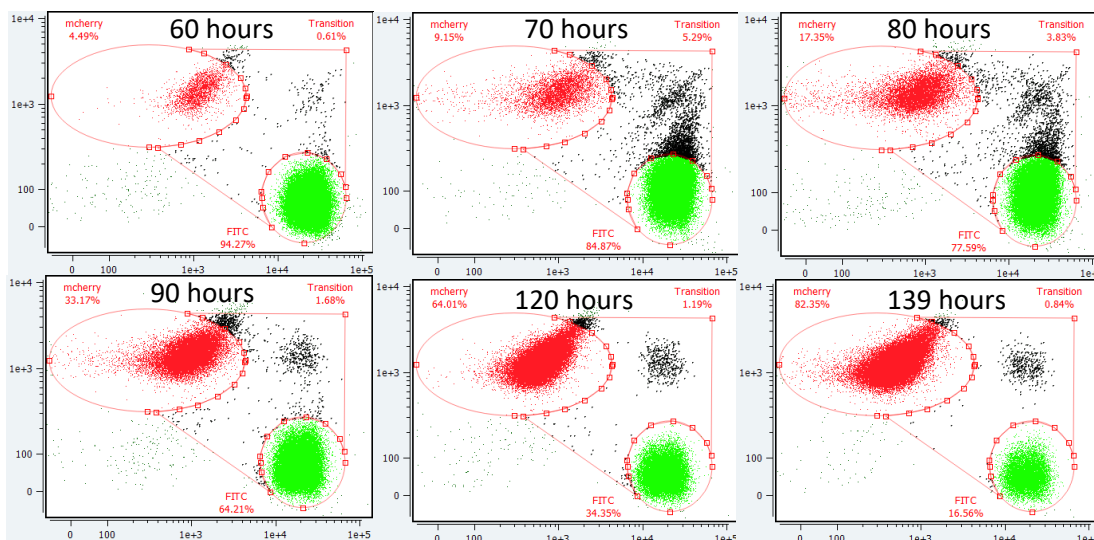 60 hours
mcherry
4.49%
Transition
0.61%
1e+4
1e+3
100
0
FITC
94.27%
0 100 1e+3 1e+4 1e+5
70 hours
mcherry
9.15%
Transition
5.29%
1e+4
1e+3
100
0
FITC
84.87%
0 100 1e+3 1e+4
80 hours
mcherry
17.35%
Transition
3.83%
1e+4
1e+3
100
0
FITC
77.59%
0 100 1e+3 1e+4
90 hours
mcherry
33.17%
Transition
1.68%
1e+4
1e+3
100
0
FITC
64.21%
0 100 1e+3 1e+4 1e+5
120 hours
mcherry
64.01%
Transition
1.19%
1e+4
1e+3
100
0
FITC
34.35%
0 100 1e+3 1e+4
139 hours
mcherry
82.35%
Transition
0.84%
1e+4
1e+3
100
0
FITC
16.56%
0 100 1e+3 1e+4